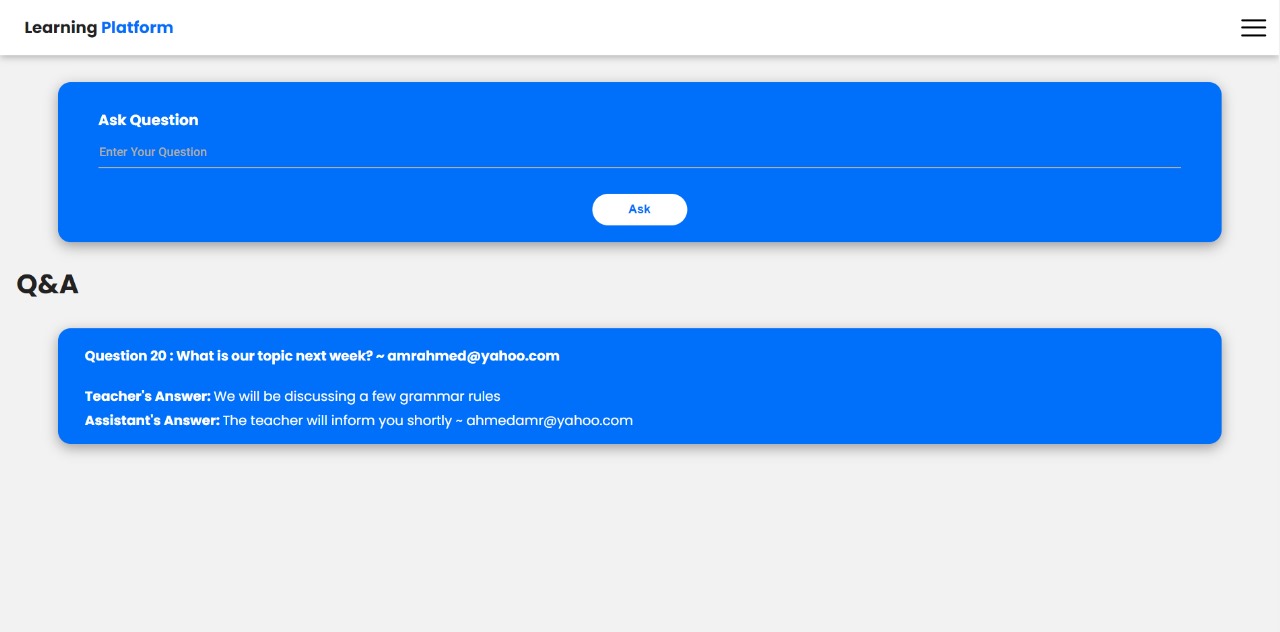 Learning Platform
Ask Question
Enter Your Question
Ask
Q&A
Question 20 : What is our topic next week? ~ amrahmed@yahoo.com
Teacher's Answer: We will be discussing a few grammar rules
Assistant's Answer: The teacher will inform you shortly ~ ahmedamr@yahoo.com